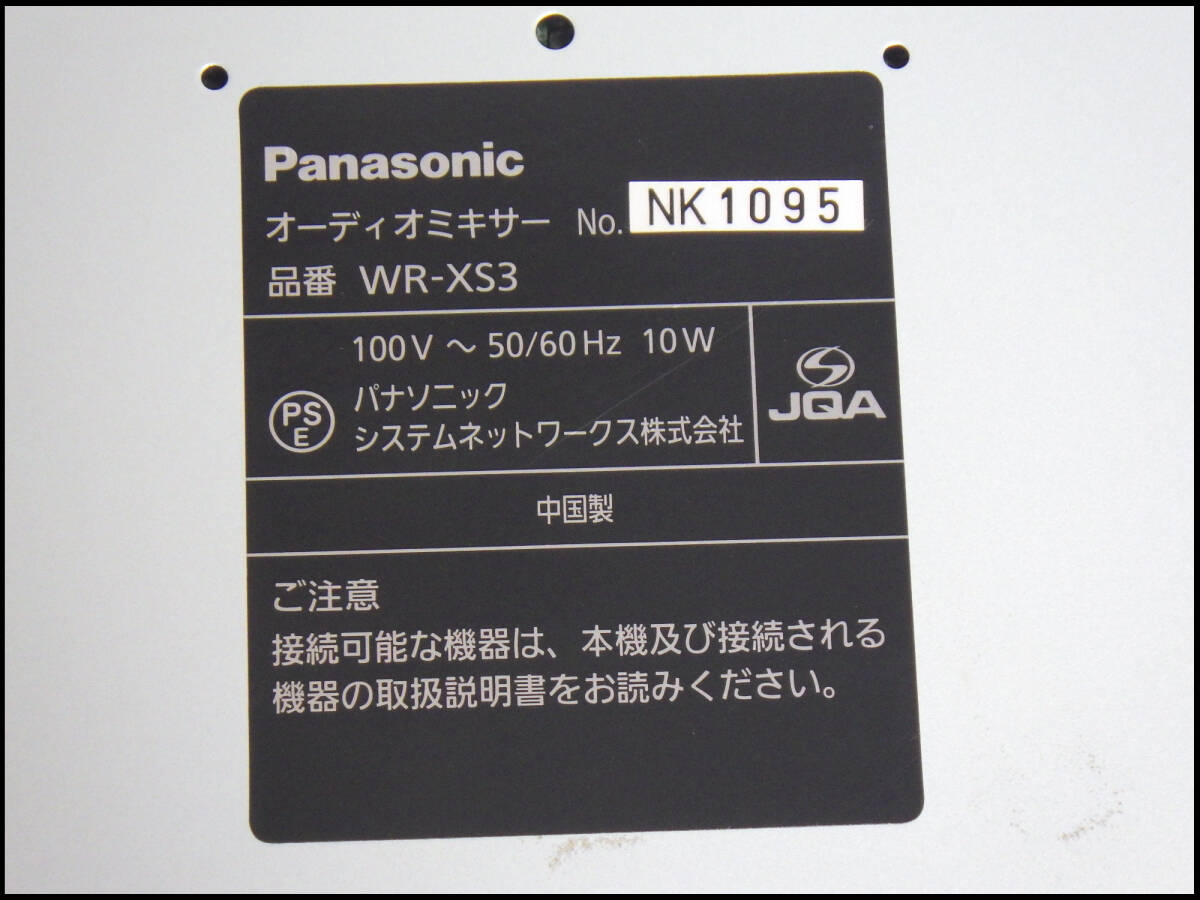 Panasonic
オーディオミキサー No. NK1095
品番 WR-XS3
100V ～ 50/60Hz 10W
PS
E
パナソニック
システムネットワークス株式会社
JQA
中国製
ご注意
接続可能な機器は、本機及び接続される
機器の取扱説明書をお読みください。